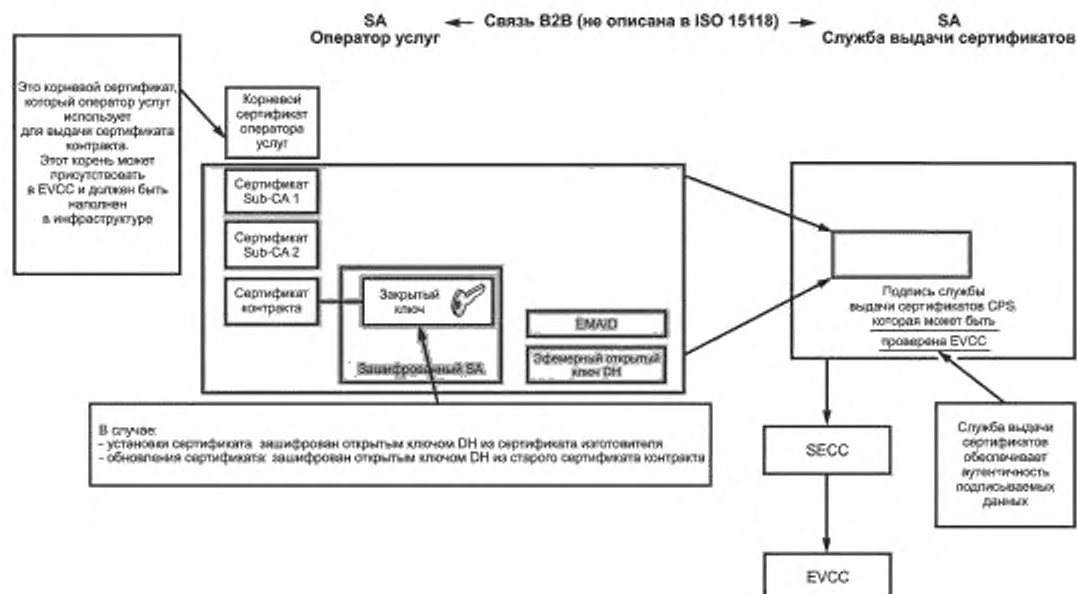 SA
Оператор услуг
Связь B2B (не описана в ISO 15118)
SA
Служба выдачи сертификатов
Это корневой сертификат,
который оператор услуг
использует
для выдачи сертификата
контракта.
Этот корень может
присутствовать
в EVCC и должен быть
наполнен
в инфраструктуре
Корневой
сертификат
оператора
услуг
Сертификат
Sub-CA 1
Сертификат
Sub-CA 2
Сертификат
контракта
Закрытый
ключ
Зашифрованный SA
EMAID
Эфемерный открытый
ключ DH
Подпись службы
выдачи сертификатов CPS,
которая может быть
проверена EVCC
В случае:
- установки сертификата: зашифрован открытым ключом DH из сертификата изготовителя
- обновления сертификата: зашифрован открытым ключом DH из старого сертификата контракта
SECC
Служба выдачи
сертификатов
обеспечивает
аутентичность
подписываемых
данных
EVCC